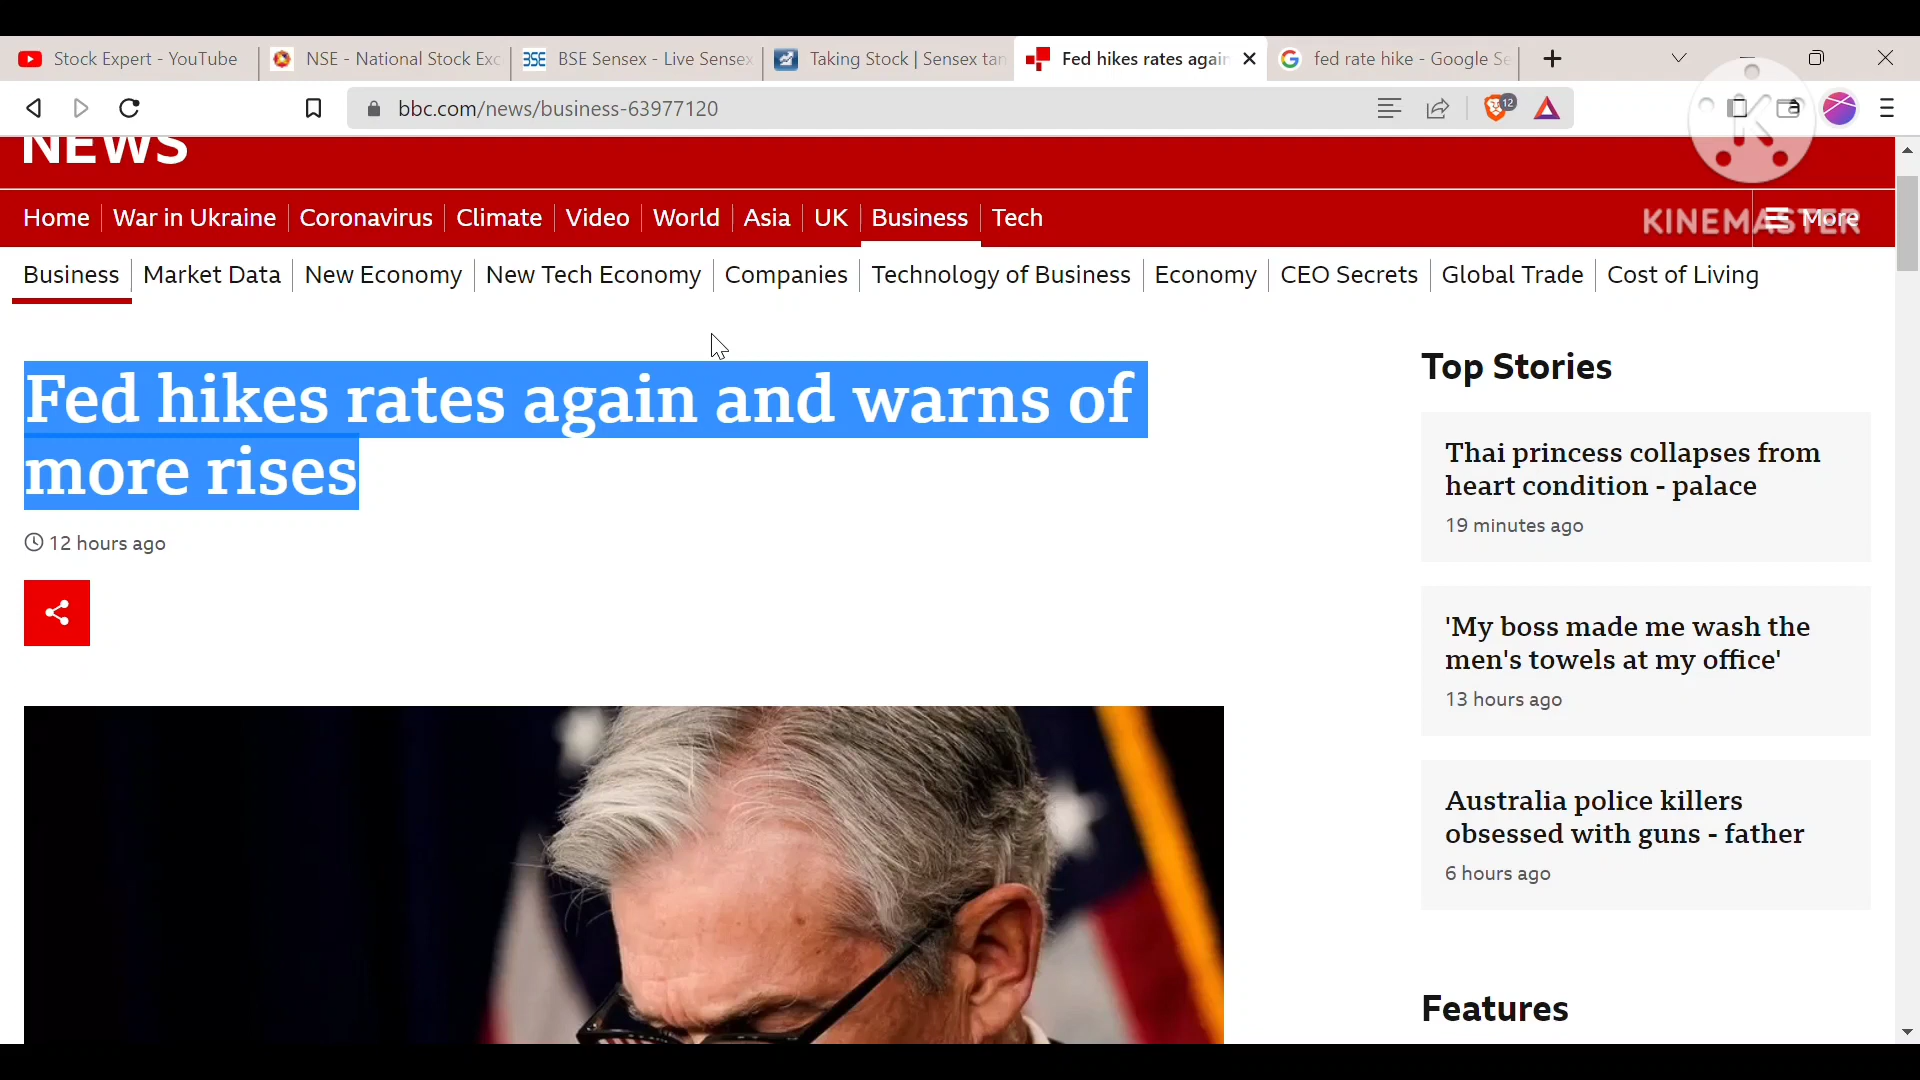 Stock Expert - YouTube
NSE - National Stock Exc
BSE Sensex - Live Sensex
Taking Stock | Sensex tan
Fed hikes rates again
fed rate hike - Google Se
bbc.com/news/business-63977120
12
NEWS
Home
War in Ukraine
Coronavirus
Climate
Video
World
Asia
UK
Business
Tech
More
KINEMASTER
Business
Market Data
New Economy
New Tech Economy
Companies
Technology of Business
Economy
CEO Secrets
Global Trade
Cost of Living
Fed hikes rates again and warns of
more rises
12 hours ago
Top Stories
Thai princess collapses from
heart condition - palace
19 minutes ago
'My boss made me wash the
men's towels at my office'
13 hours ago
Australia police killers
obsessed with guns - father
6 hours ago
Features